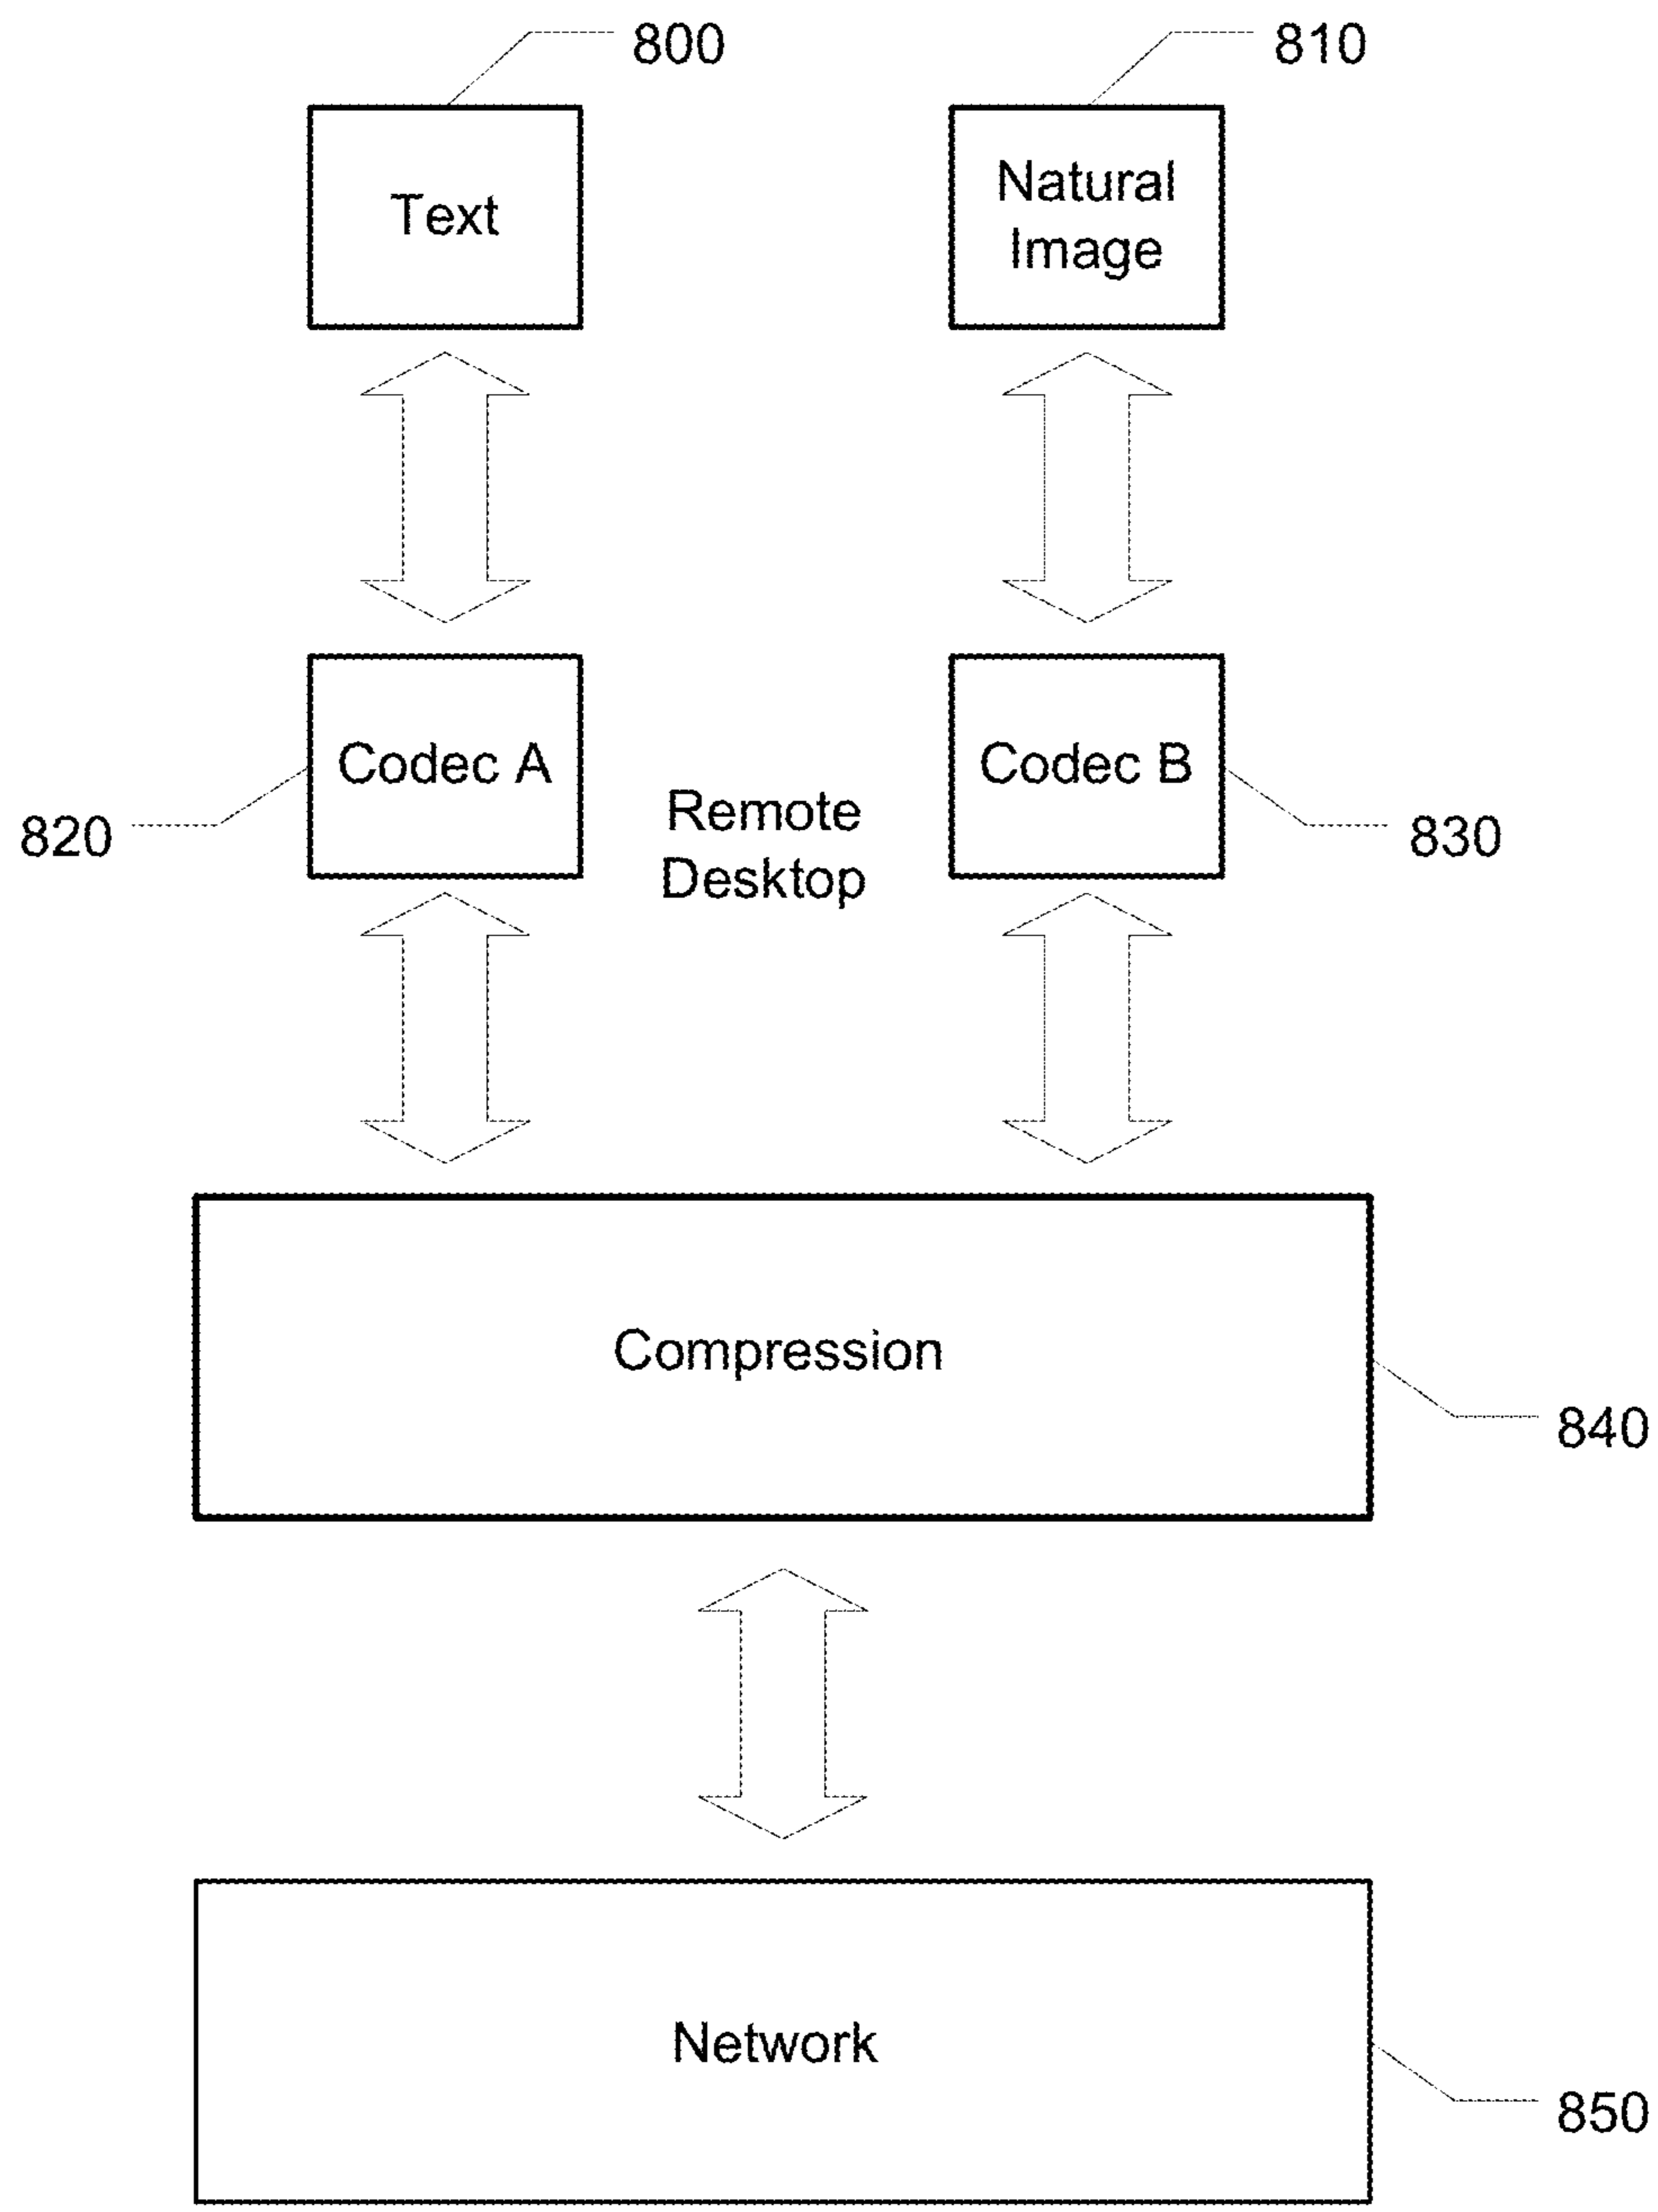 800
810
Text
Natural
Image
Codec A
Codec B
820
Remote
Desktop
830
Compression
840
Network
850